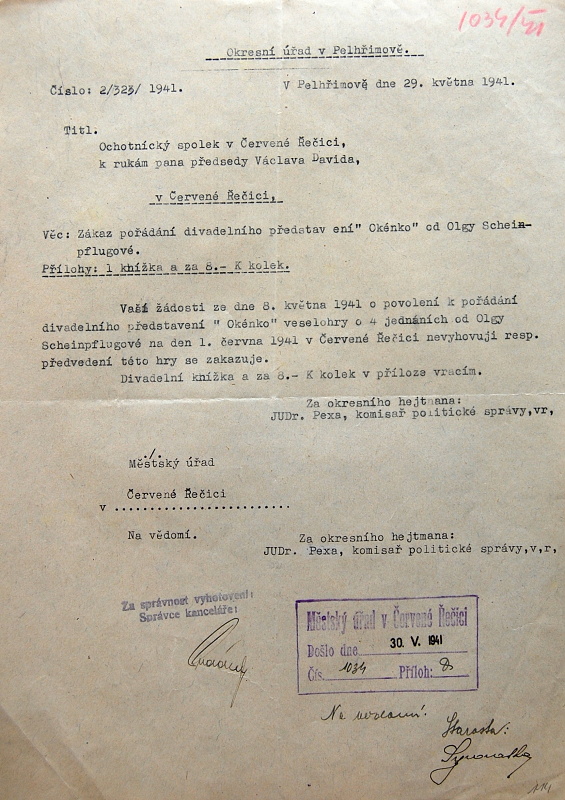 1034/VI
Okresní úřad v Pelhřimově.
Číslo: 2/323/ 1941.
V Pelhřimově dne 29. května 1941.
Titl.
Ochotnícký spolek v Červené Řečici,
k rukám pana předsedy Václava Davida,
v Červené Řečici,
Věc: Zákaz pořádání divadelního představ ení" Okénko" od Olgy Schein-
pflugové.
Přílohy: 1 knížka a za 8.- K kolek.
Vaší žádosti ze dne 8. května 1941 o povolení k pořádání
divadelního představení " Okénko" veselohry o 4 jednáních od Olgy
Scheinpflugové na den 1. června 1941 v Červené Řečici nevyhovuji resp.
předvedení této hry se zakazuje.
Divadelní knížka a za 8.- K kolek v příloze vracím.
Za okresního hejtmana:
JUDr. Pexa, komisař politické správy,vr,
./.
Městský úřad
Červené Řečici
v .........................
Na vědomí.
Za okresního hejtmana:
JUDr. Pexa, komisař politické správy,v,r,
Za správnost vyhotovení:
Správce kanceláře:
Městský úřad v Červené Řečici
Došlo dne 30. V. 1941
Čís. 1034 Příloh:
Na vědomí:
Starosta: